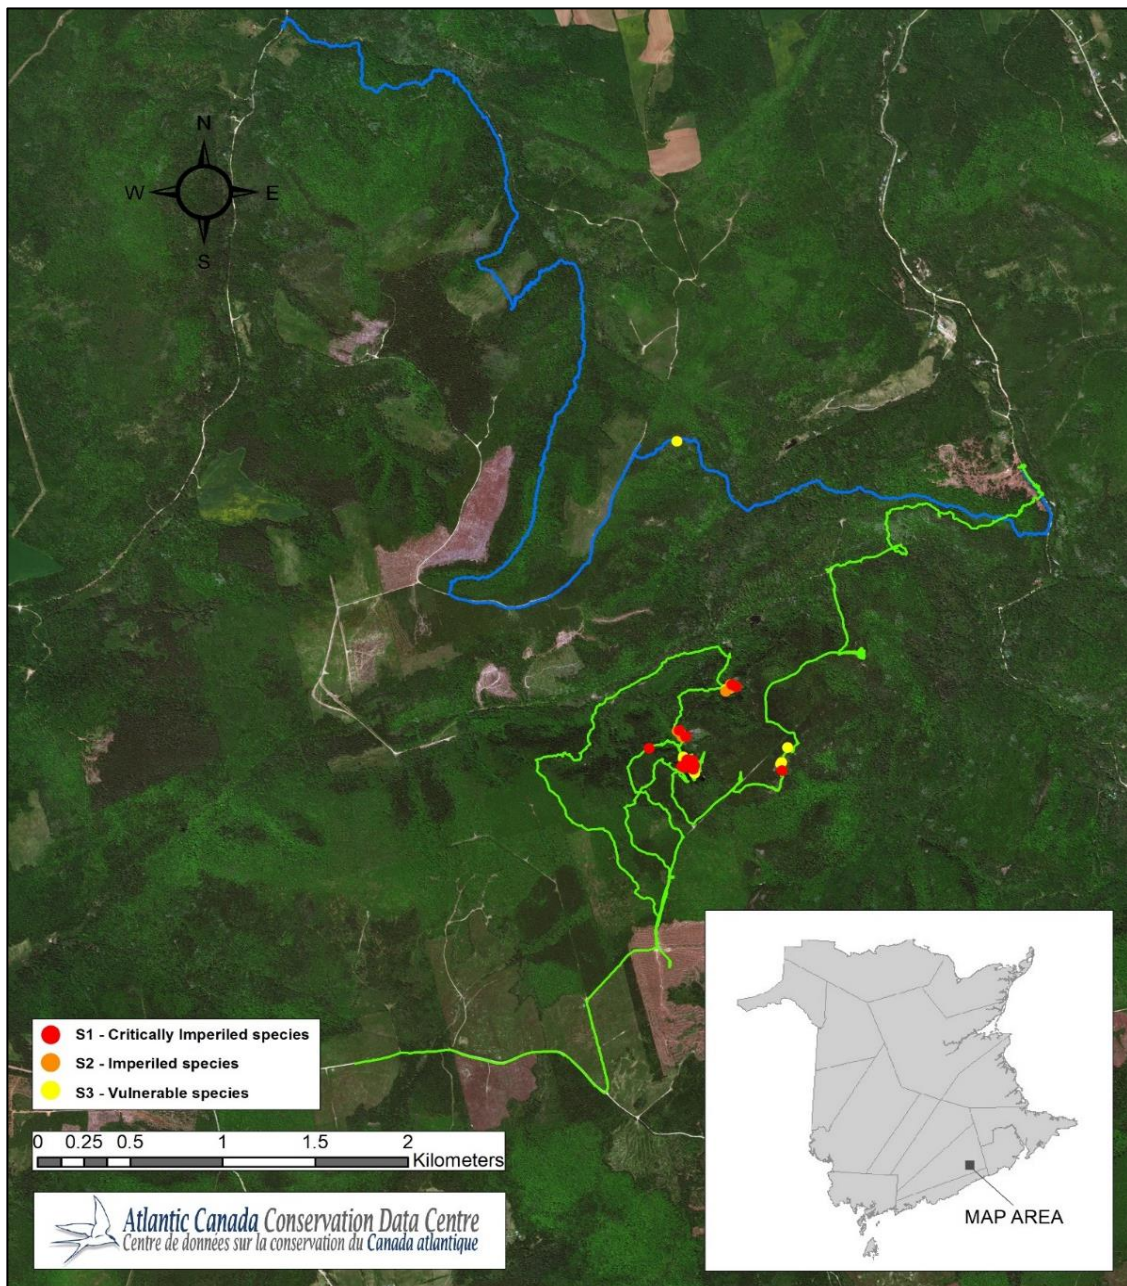 N
W E
S
S1 - Critically Imperiled species
S2 - Imperiled species
S3 - Vulnerable species
0 0.25 0.5 1 1.5 2
Kilometers
Atlantic Canada Conservation Data Centre
Centre de données sur la conservation du Canada atlantique
MAP AREA